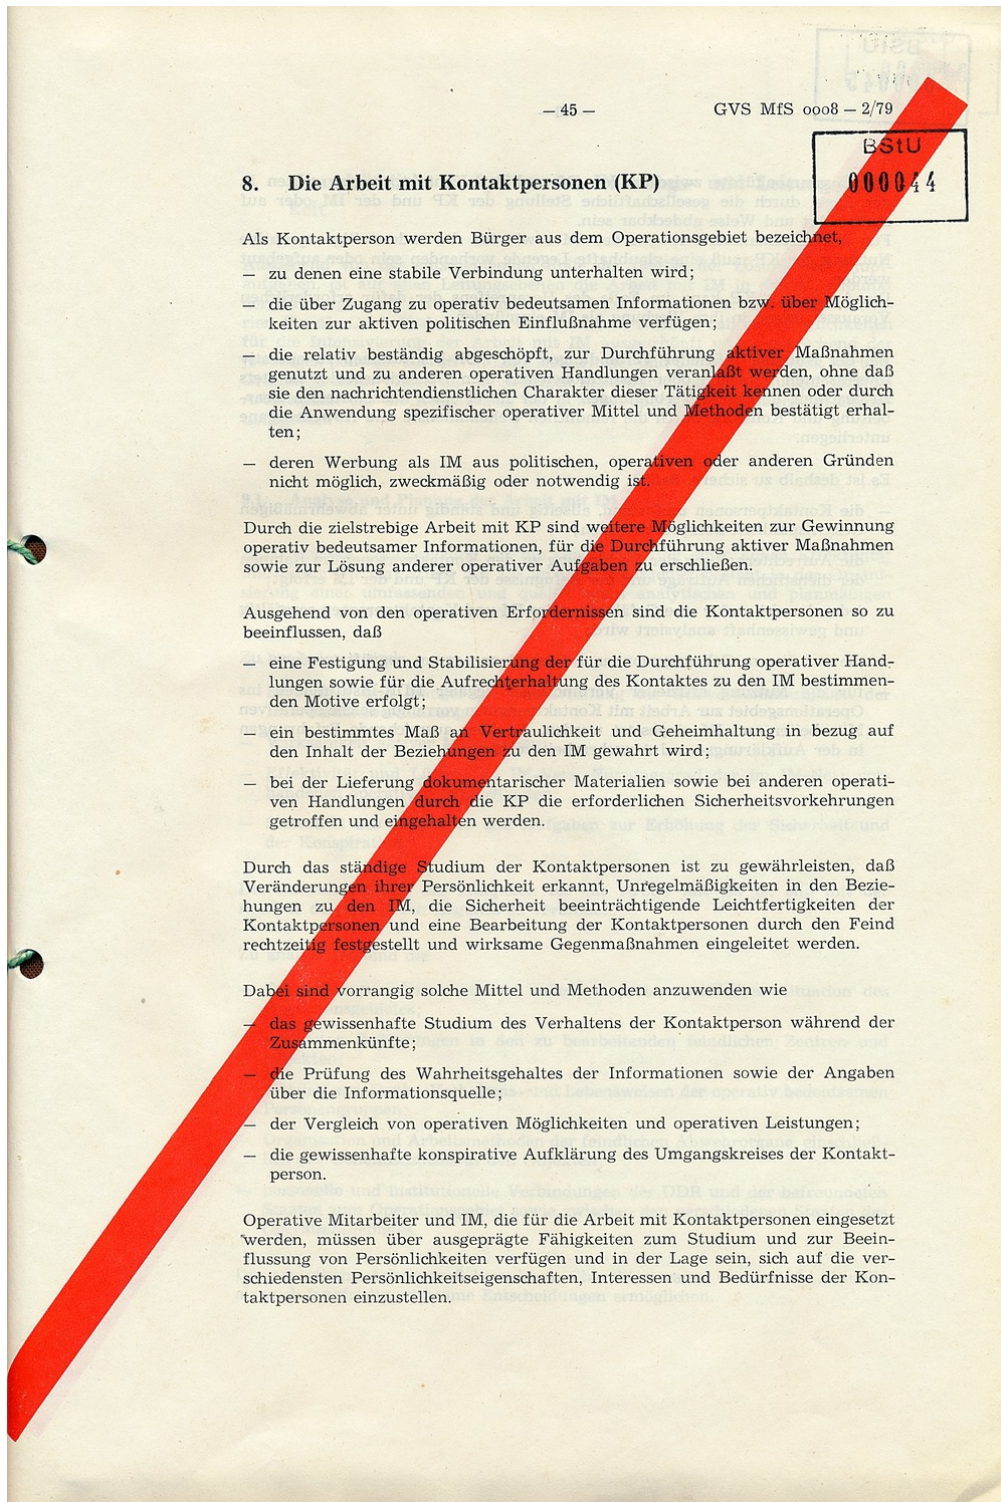 — 45 —
GVS MfS ooo8 — 2/79
BStU
000044
8. Die Arbeit mit Kontaktpersonen (KP)
Als Kontaktperson werden Bürger aus dem Operationsgebiet bezeichnet,
— zu denen eine stabile Verbindung unterhalten wird;
— die über Zugang zu operativ bedeutsamen Informationen bzw. über Möglich-
keiten zur aktiven politischen Einflußnahme verfügen;
— die relativ beständig abgeschöpft, zur Durchführung aktiver Maßnahmen
genutzt und zu anderen operativen Handlungen veranlaßt werden, ohne daß
sie den nachrichtendienstlichen Charakter dieser Tätigkeit kennen oder durch
die Anwendung spezifischer operativer Mittel und Methoden bestätigt erhal-
ten;
— deren Werbung als IM aus politischen, operativen oder anderen Gründen
nicht möglich, zweckmäßig oder notwendig ist.
Durch die zielstrebige Arbeit mit KP sind weitere Möglichkeiten zur Gewinnung
operativ bedeutsamer Informationen, für die Durchführung aktiver Maßnahmen
sowie zur Lösung anderer operativer Aufgaben zu erschließen.
Ausgehend von den operativen Erfordernissen sind die Kontaktpersonen so zu
beeinflussen, daß
— eine Festigung und Stabilisierung der für die Durchführung operativer Hand-
lungen sowie für die Aufrechterhaltung des Kontaktes zu den IM bestimmen-
den Motive erfolgt;
— ein bestimmtes Maß an Vertraulichkeit und Geheimhaltung in bezug auf
den Inhalt der Beziehungen zu den IM gewahrt wird;
— bei der Lieferung dokumentarischer Materialien sowie bei anderen operati-
ven Handlungen durch die KP die erforderlichen Sicherheitsvorkehrungen
getroffen und eingehalten werden.
Durch das ständige Studium der Kontaktpersonen ist zu gewährleisten, daß
Veränderungen ihrer Persönlichkeit erkannt, Unregelmäßigkeiten in den Bezie-
hungen zu den IM, die Sicherheit beeinträchtigende Leichtfertigkeiten der
Kontaktpersonen und eine Bearbeitung der Kontaktpersonen durch den Feind
rechtzeitig festgestellt und wirksame Gegenmaßnahmen eingeleitet werden.
Dabei sind vorrangig solche Mittel und Methoden anzuwenden wie
— das gewissenhafte Studium des Verhaltens der Kontaktperson während der
Zusammenkünfte;
— die Prüfung des Wahrheitsgehaltes der Informationen sowie der Angaben
über die Informationsquelle;
— der Vergleich von operativen Möglichkeiten und operativen Leistungen;
— die gewissenhafte konspirative Aufklärung des Umgangskreises der Kontakt-
person.
Operative Mitarbeiter und IM, die für die Arbeit mit Kontaktpersonen eingesetzt
werden, müssen über ausgeprägte Fähigkeiten zum Studium und zur Beein-
flussung von Persönlichkeiten verfügen und in der Lage sein, sich auf die ver-
schiedensten Persönlichkeitseigenschaften, Interessen und Bedürfnisse der Kon-
taktpersonen einzustellen.